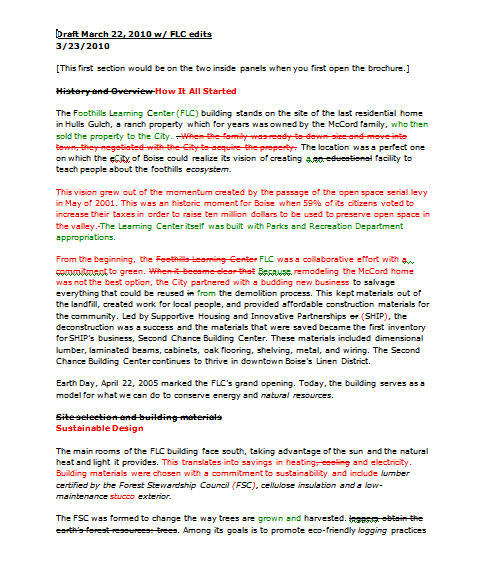 Draft March 22, 2010 w/ FLC edits
3/23/2010
[This first section would be on the two inside panels when you first open the brochure.]
History and Overview How It All Started
The Foothills Learning Center (FLC) building stands on the site of the last residential home
in Hulls Gulch, a ranch property which for years was owned by the McCord family, who then
sold the property to the City. . When the family was ready to down-size and move into
town, they negotiated with the City to acquire the property. The location was a perfect one
on which the cCity of Boise could realize its vision of creating a an educational facility to
teach people about the foothills ecosystem.
This vision grew out of the momentum created by the passage of the open space serial levy
in May of 2001. This was an historic moment for Boise when 59% of its citizens voted to
increase their taxes in order to raise ten million dollars to be used to preserve open space in
the valley. The Learning Center itself was built with Parks and Recreation Department
appropriations.
From the beginning, the Foothills Learning Center FLC was a collaborative effort with a
commitment to green. When it became clear that Because remodeling the McCord home
was not the best option, the City partnered with a budding new business to salvage
everything that could be reused in from the demolition process. This kept materials out of
the landfill, created work for local people, and provided affordable construction materials for
the community. Led by Supportive Housing and Innovative Partnerships or (SHIP), the
deconstruction was a success and the materials that were saved became the first inventory
for SHIP's business, Second Chance Building Center. These materials included dimensional
lumber, laminated beams, cabinets, oak flooring, shelving, metal, and wiring. The Second
Chance Building Center continues to thrive in downtown Boise's Linen District.
Earth Day, April 22, 2005 marked the FLC's grand opening. Today, the building serves as a
model for what we can do to conserve energy and natural resources.
Site selection and building materials
Sustainable Design
The main rooms of the FLC building face south, taking advantage of the sun and the natural
heat and light it provides. This translates into savings in heating, cooling and electricity.
Building materials were chosen with a commitment to sustainability and include lumber
certified by the Forest Stewardship Council (FSC), cellulose insulation and a low-
maintenance stucco exterior.
The FSC was formed to change the way trees are grown and harvested. loggers obtain the
earth's forest resources: trees. Among its goals is to promote eco-friendly logging practices